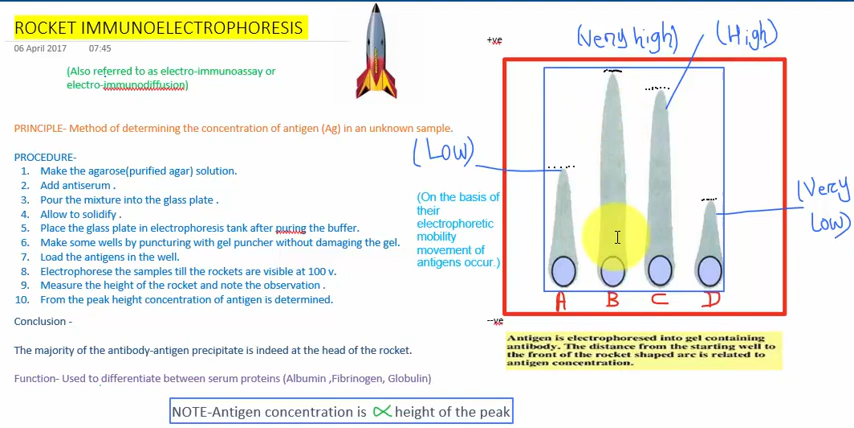 ROCKET IMMUNOELECTROPHORESIS
06 April 2017 07:45
(Also referred to as electro-immunoassay or
electro-immunodiffusion)
PRINCIPLE- Method of determining the concentration of antigen (Ag) in an unknown sample.
PROCEDURE-
1. Make the agarose(purified agar) solution.
2. Add antiserum .
3. Pour the mixture into the glass plate .
4. Allow to solidify .
5. Place the glass plate in electrophoresis tank after puring the buffer.
6. Make some wells by puncturing with gel puncher without damaging the gel.
7. Load the antigens in the well.
8. Electrophorese the samples till the rockets are visible at 100 v.
9. Measure the height of the rocket and note the observation .
10. From the peak height concentration of antigen is determined.
Conclusion -
The majority of the antibody-antigen precipitate is indeed at the head of the rocket.
Function- Used to differentiate between serum proteins (Albumin ,Fibrinogen, Globulin)
NOTE-Antigen concentration is ∝ height of the peak
+ve
(Very high)
(High)
(Low)
(Very
Low)
(On the basis of
their
electrophoretic
mobility
movement of
antigens occur.)
A B C D
--ve
Antigen is electrophoresed into gel containing
antibody. The distance from the starting well to
the front of the rocket shaped arc is related to
antigen concentration.